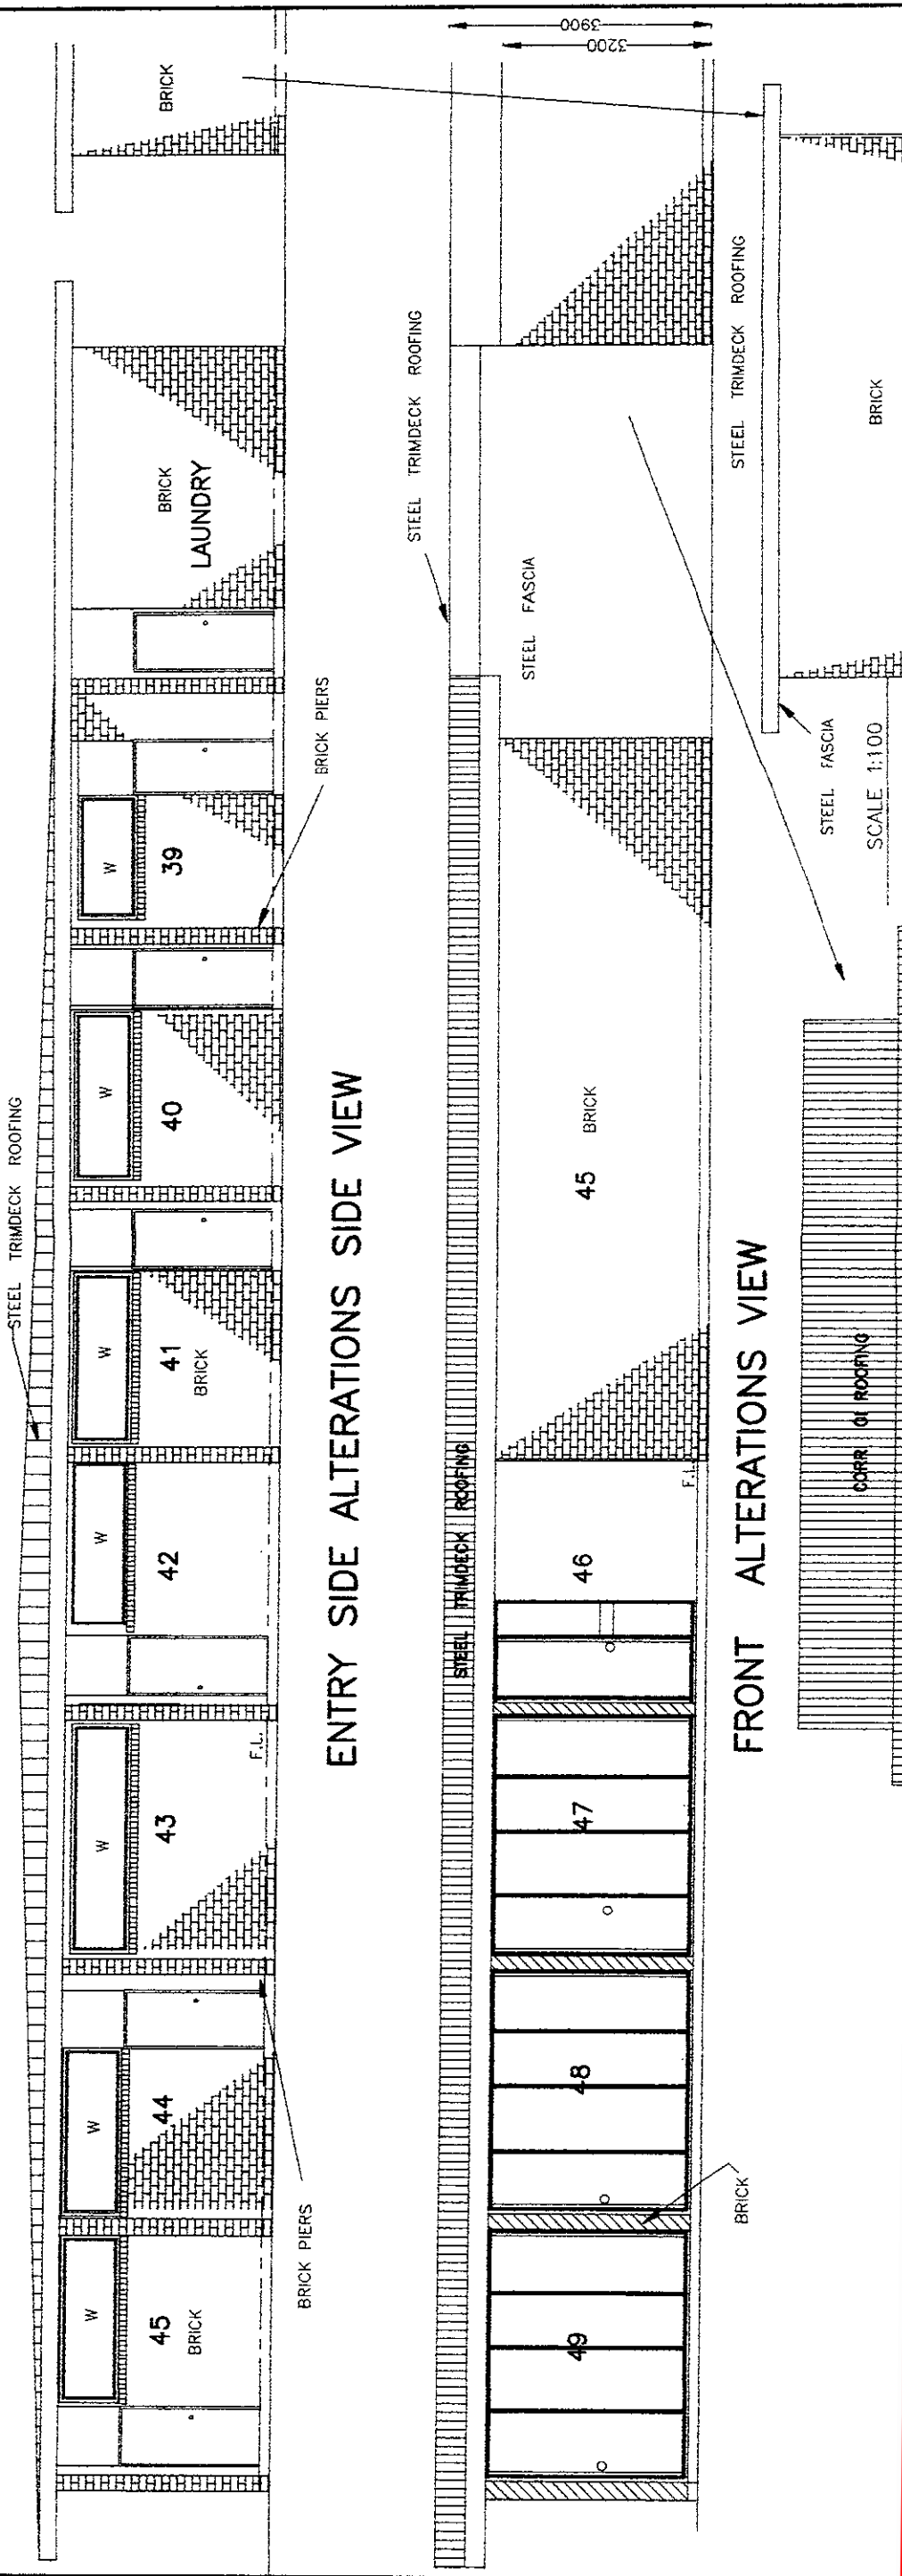 STEEL TRIMDECK ROOFING
W
45
BRICK
W
44
W
43
F.L.
W
42
W
41
BRICK
W
40
W
39
BRICK
LAUNDRY
BRICK
BRICK PIERS
BRICK PIERS
ENTRY SIDE ALTERATIONS SIDE VIEW
STEEL TRIMDECK ROOFING
STEEL TRIMDECK ROOFING
STEEL FASCIA
3900
3200
49
48
47
46
F.L.
45
BRICK
BRICK
FRONT ALTERATIONS VIEW
STEEL TRIMDECK ROOFING
CORR. GI ROOFING
STEEL FASCIA
BRICK
SCALE 1:100